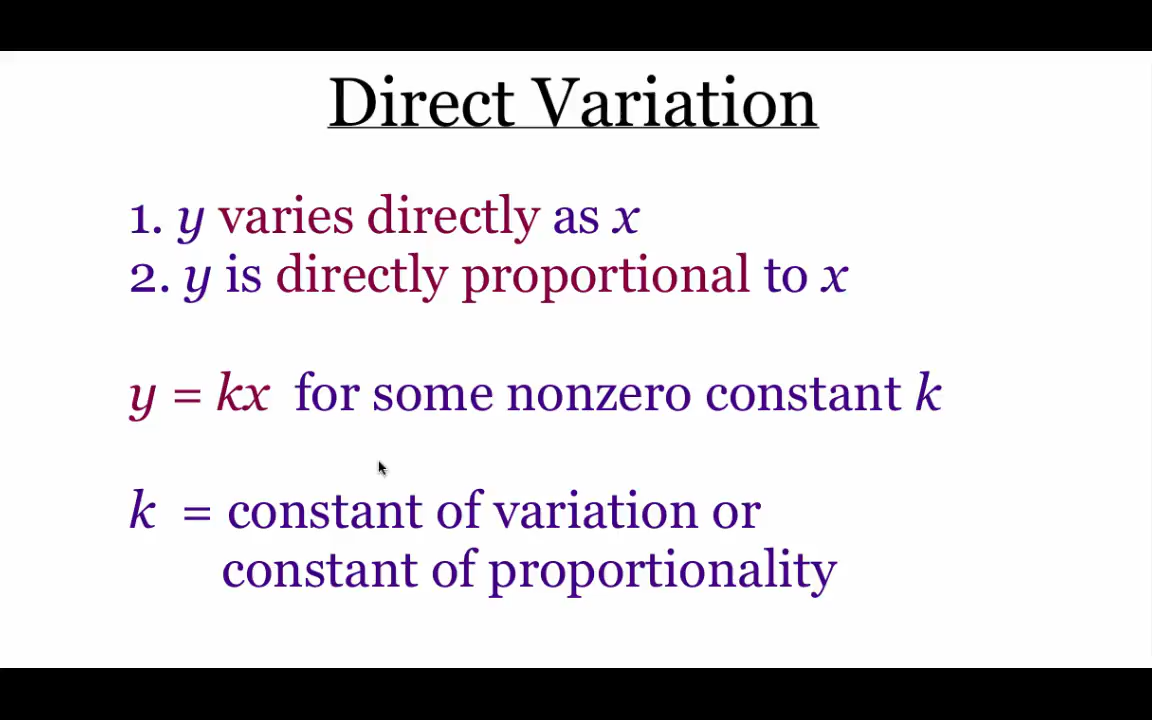 Direct Variation
1. y varies directly as x
2. y is directly proportional to x
y = kx for some nonzero constant k
k = constant of variation or
constant of proportionality